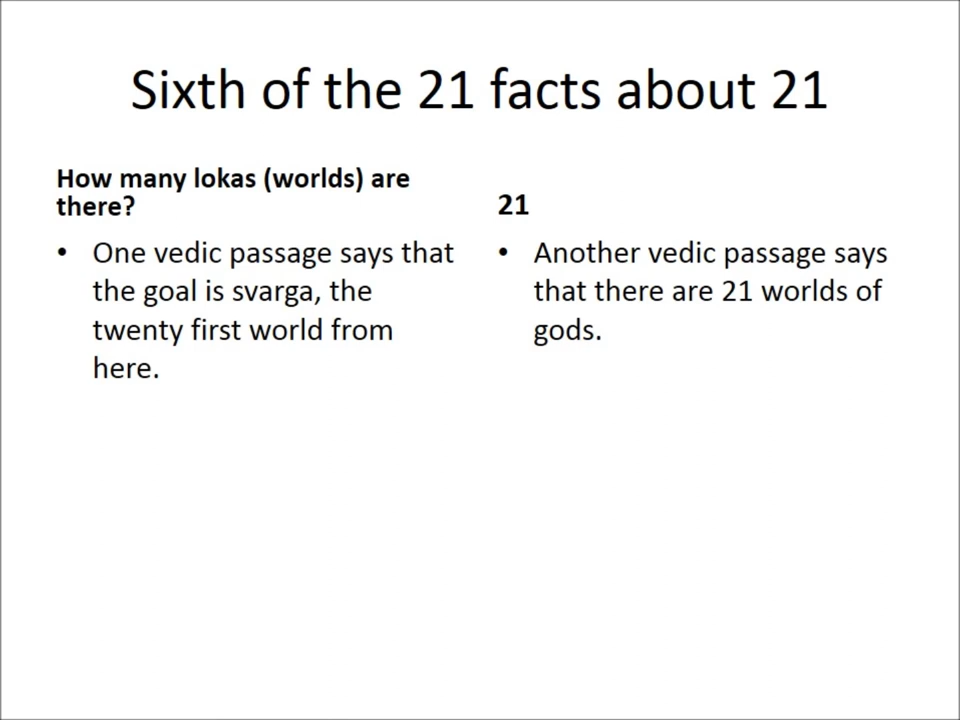 Sixth of the 21 facts about 21
How many lokas (worlds) are
there?
• One vedic passage says that
the goal is svarga, the
twenty first world from
here.
21
• Another vedic passage says
that there are 21 worlds of
gods.